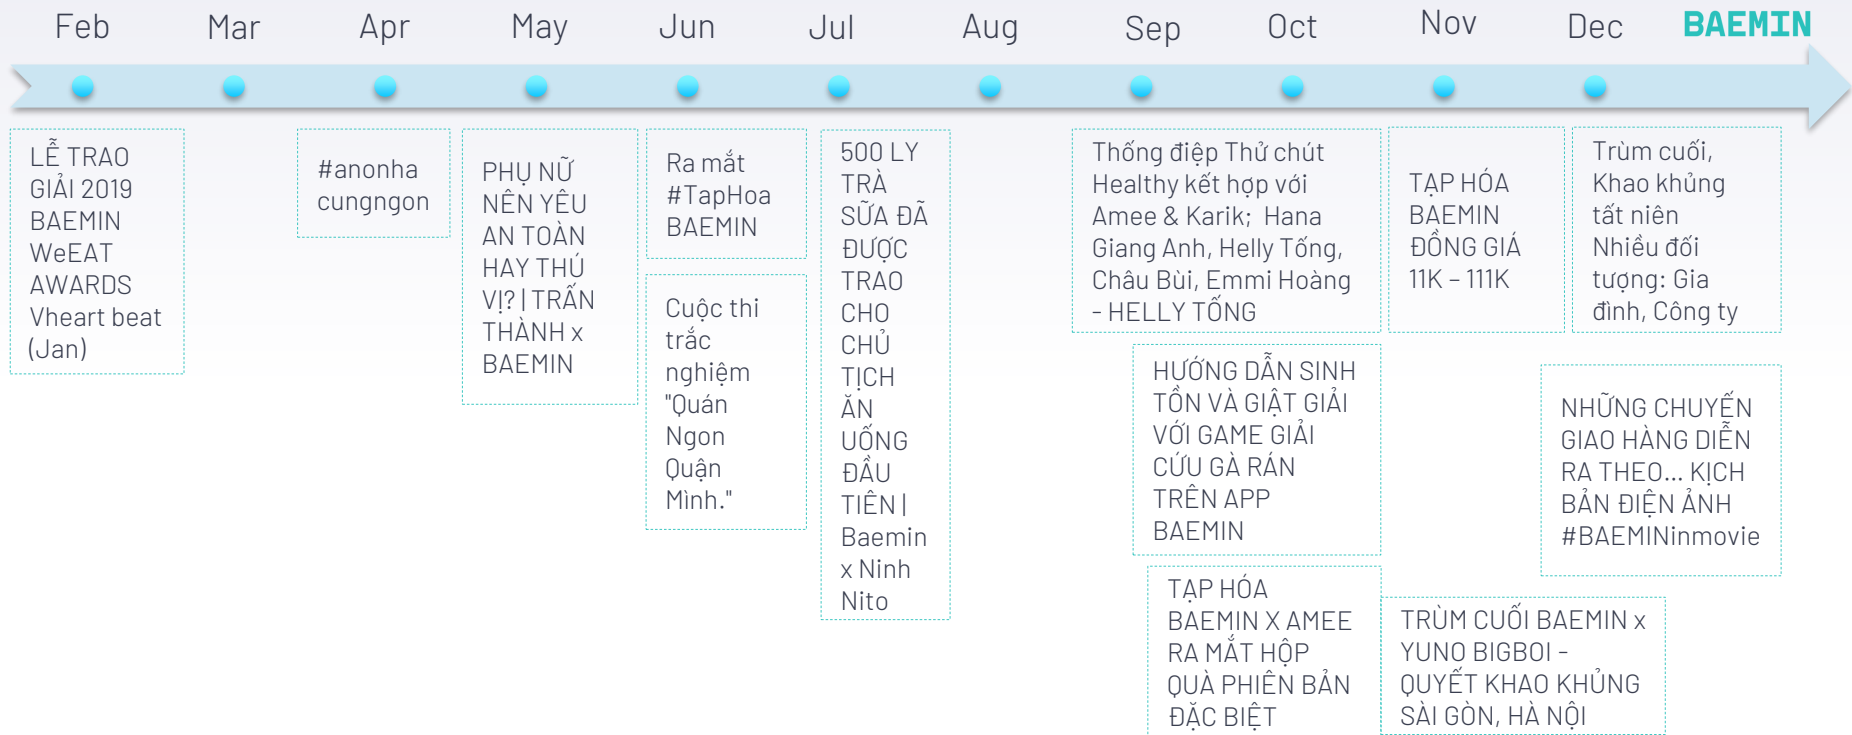 Feb Mar Apr May Jun Jul Aug Sep Oct Nov Dec BAEMIN
LỄ TRAO
GIẢI 2019
BAEMIN
WeEAT
AWARDS
Vheart beat
(Jan)
#anonha
cungngon
PHỤ NỮ
NÊN YÊU
AN TOÀN
HAY THÚ
VỊ? | TRẤN
THÀNH x
BAEMIN
Ra mắt
#TapHoa
BAEMIN
Cuộc thi
trắc
nghiệm
"Quán
Ngon
Quận
Mình."
500 LY
TRÀ
SỮA ĐÃ
ĐƯỢC
TRAO
CHO
CHỦ
TỊCH
ĂN
UỐNG
ĐẦU
TIÊN |
Baemin
x Ninh
Nito
Thống điệp Thử chút
Healthy kết hợp với
Amee & Karik; Hana
Giang Anh, Helly Tống,
Châu Bùi, Emmi Hoàng
- HELLY TỐNG
HƯỚNG DẪN SINH
TỒN VÀ GIẬT GIẢI
VỚI GAME GIẢI
CỨU GÀ RÁN
TRÊN APP
BAEMIN
TẠP HÓA
BAEMIN X AMEE
RA MẮT HỘP
QUÀ PHIÊN BẢN
ĐẶC BIỆT
TẠP HÓA
BAEMIN
ĐỒNG GIÁ
11K – 111K
Trùm cuối,
Khao khủng
tất niên
Nhiều đối
tượng: Gia
đình, Công ty
NHỮNG CHUYẾN
GIAO HÀNG DIỄN
RA THEO... KỊCH
BẢN ĐIỆN ẢNH
#BAEMINinmovie
TRÙM CUỐI BAEMIN x
YUNO BIGBOI -
QUYẾT KHAO KHỦNG
SÀI GÒN, HÀ NỘI